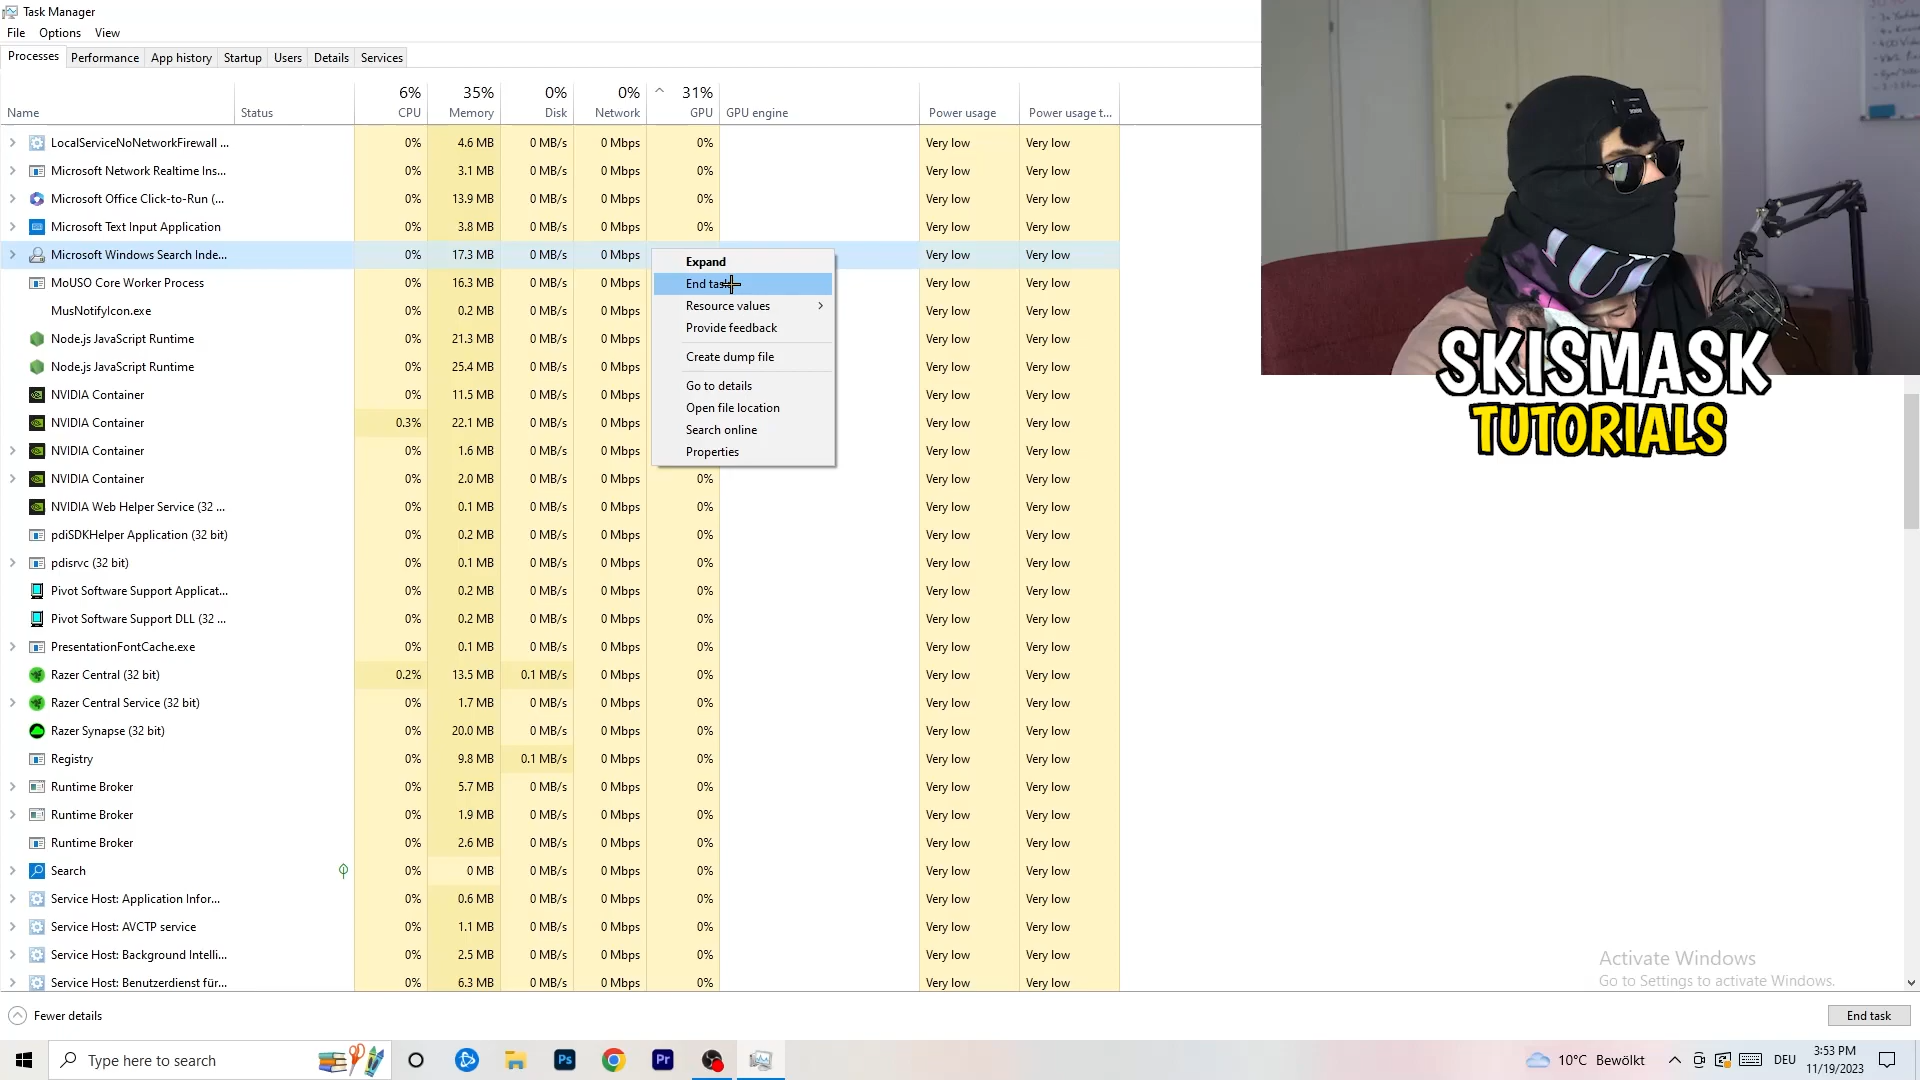 Task Manager
File Options View
Processes Performance App history Startup Users Details Services
6% 35% 0% 0% 31%
Name Status CPU Memory Disk Network GPU GPU engine Power usage Power usage t...
LocalServiceNoNetworkFirewall ... 0% 4.6 MB 0 MB/s 0 Mbps 0% Very low Very low
Microsoft Network Realtime Ins... 0% 3.1 MB 0 MB/s 0 Mbps 0% Very low Very low
Microsoft Office Click-to-Run (... 0% 13.9 MB 0 MB/s 0 Mbps 0% Very low Very low
Microsoft Text Input Application 0% 3.8 MB 0 MB/s 0 Mbps 0% Very low Very low
Microsoft Windows Search Inde... 0% 17.3 MB 0 MB/s 0 Mbps Very low Very low
MoUSO Core Worker Process 0% 16.3 MB 0 MB/s 0 Mbps Very low Very low
MusNotifyIcon.exe 0% 0.2 MB 0 MB/s 0 Mbps Very low Very low
Node.js JavaScript Runtime 0% 21.3 MB 0 MB/s 0 Mbps Very low Very low
Node.js JavaScript Runtime 0% 25.4 MB 0 MB/s 0 Mbps Very low Very low
NVIDIA Container 0% 11.5 MB 0 MB/s 0 Mbps Very low Very low
NVIDIA Container 0.3% 22.1 MB 0 MB/s 0 Mbps Very low Very low
NVIDIA Container 0% 1.6 MB 0 MB/s 0 Mbps Very low Very low
NVIDIA Container 0% 2.0 MB 0 MB/s 0 Mbps 0% Very low Very low
NVIDIA Web Helper Service (32 ... 0% 0.1 MB 0 MB/s 0 Mbps 0% Very low Very low
pdiSDKHelper Application (32 bit) 0% 0.2 MB 0 MB/s 0 Mbps 0% Very low Very low
pdisrvc (32 bit) 0% 0.1 MB 0 MB/s 0 Mbps 0% Very low Very low
Pivot Software Support Applicat... 0% 0.2 MB 0 MB/s 0 Mbps 0% Very low Very low
Pivot Software Support DLL (32 ... 0% 0.2 MB 0 MB/s 0 Mbps 0% Very low Very low
PresentationFontCache.exe 0% 0.1 MB 0 MB/s 0 Mbps 0% Very low Very low
Razer Central (32 bit) 0.2% 13.5 MB 0.1 MB/s 0 Mbps 0% Very low Very low
Razer Central Service (32 bit) 0% 1.7 MB 0 MB/s 0 Mbps 0% Very low Very low
Razer Synapse (32 bit) 0% 20.0 MB 0 MB/s 0 Mbps 0% Very low Very low
Registry 0% 9.8 MB 0.1 MB/s 0 Mbps 0% Very low Very low
Runtime Broker 0% 5.7 MB 0 MB/s 0 Mbps 0% Very low Very low
Runtime Broker 0% 1.9 MB 0 MB/s 0 Mbps 0% Very low Very low
Runtime Broker 0% 2.6 MB 0 MB/s 0 Mbps 0% Very low Very low
Search 0% 0 MB 0 MB/s 0 Mbps 0% Very low Very low
Service Host: Application Infor... 0% 0.6 MB 0 MB/s 0 Mbps 0% Very low Very low
Service Host: AVCTP service 0% 1.1 MB 0 MB/s 0 Mbps 0% Very low Very low
Service Host: Background Intelli... 0% 2.5 MB 0 MB/s 0 Mbps 0% Very low Very low
Service Host: Benutzerdienst für... 0% 6.3 MB 0 MB/s 0 Mbps 0% Very low Very low
Expand
End task
Resource values
Provide feedback
Create dump file
Go to details
Open file location
Search online
Properties
SKISMASK
TUTORIALS
Activate Windows
Go to Settings to activate Windows.
Fewer details
End task
Type here to search
Ps
Pr
10°C Bewölkt
DEU
3:53 PM
11/19/2023